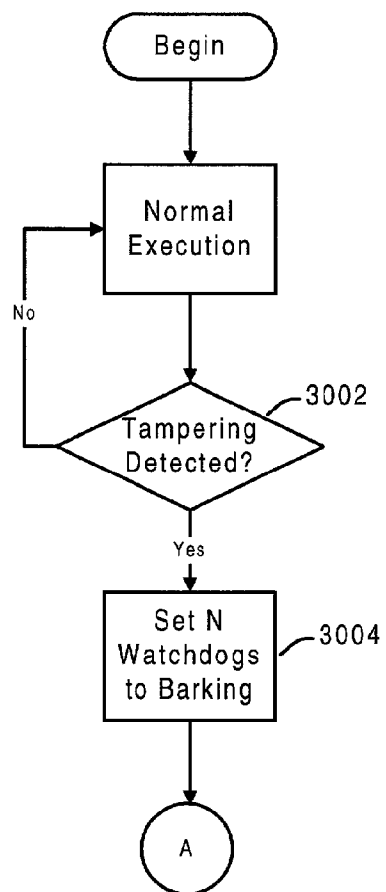 Begin
Normal
Execution
No
3002
Tampering
Detected?
Yes
Set N
Watchdogs
to Barking
3004
A